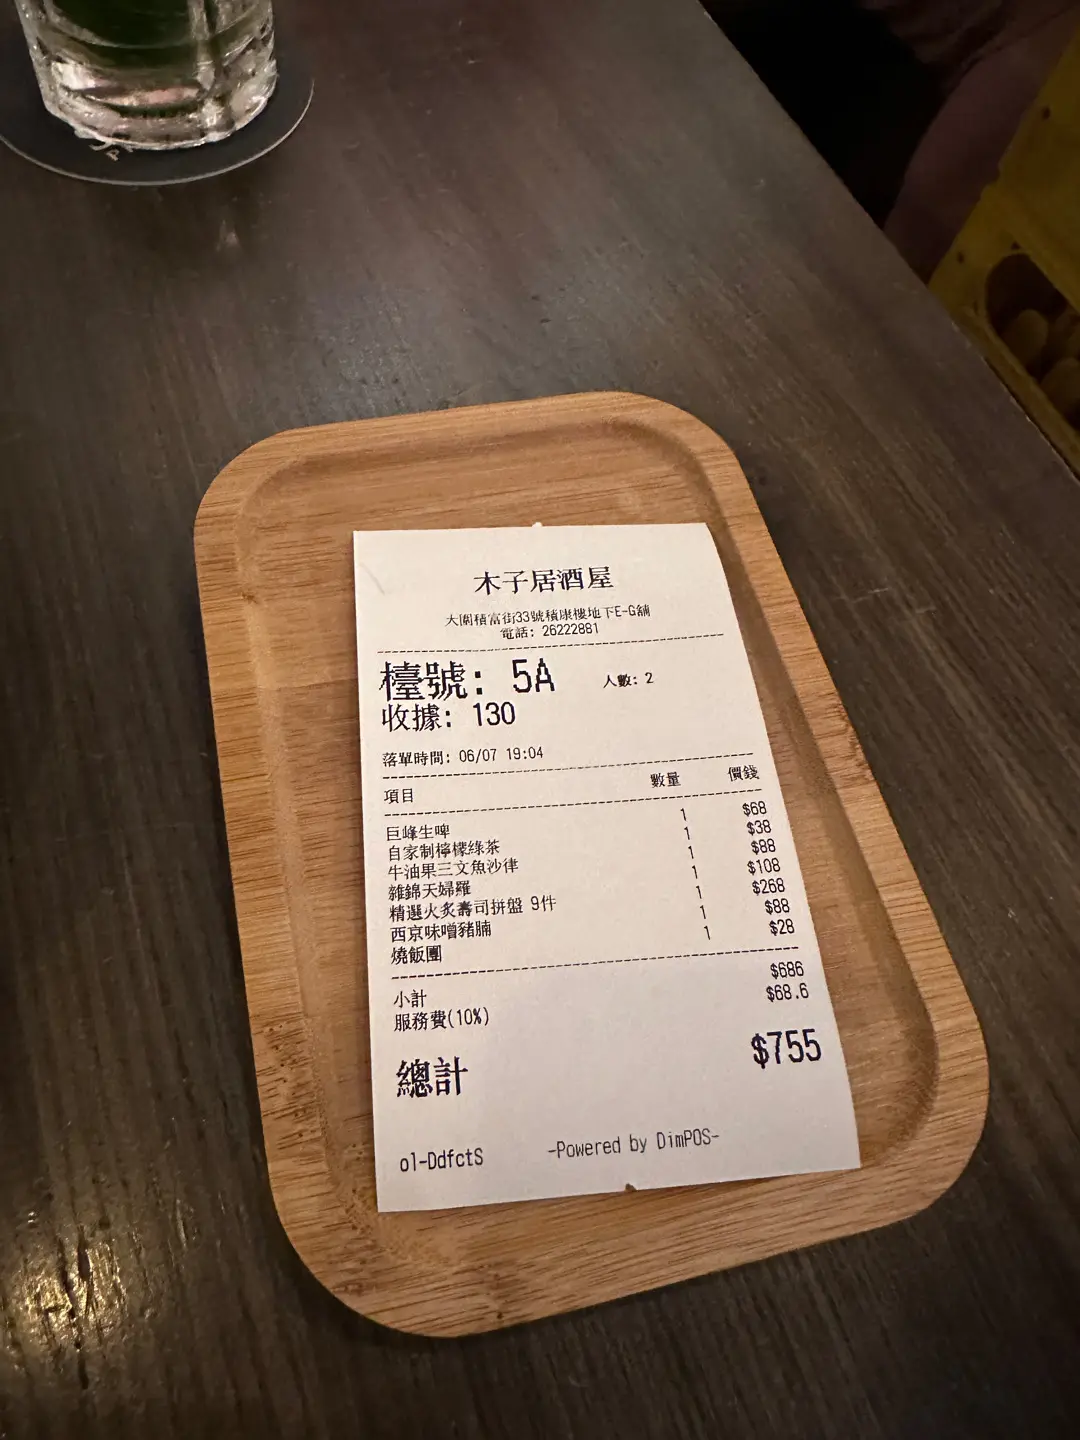 木子居酒屋
大圍積富街33號積康樓地下E-G舖
電話: 26222881
檯號: 5A 人數: 2
收據: 130
落單時間: 06/07 19:04
項目 數量 價錢
巨峰生啤 1 $68
自家制檸檬綠茶 1 $38
牛油果三文魚沙律 1 $88
雜錦天婦羅 1 $108
精選火炙壽司拼盤 9件 1 $268
西京味噌豬腩 1 $88
燒飯團 1 $28
小計 $686
服務費(10%) $68.6
總計 $755
ol-DdfctS -Powered by DimPOS-